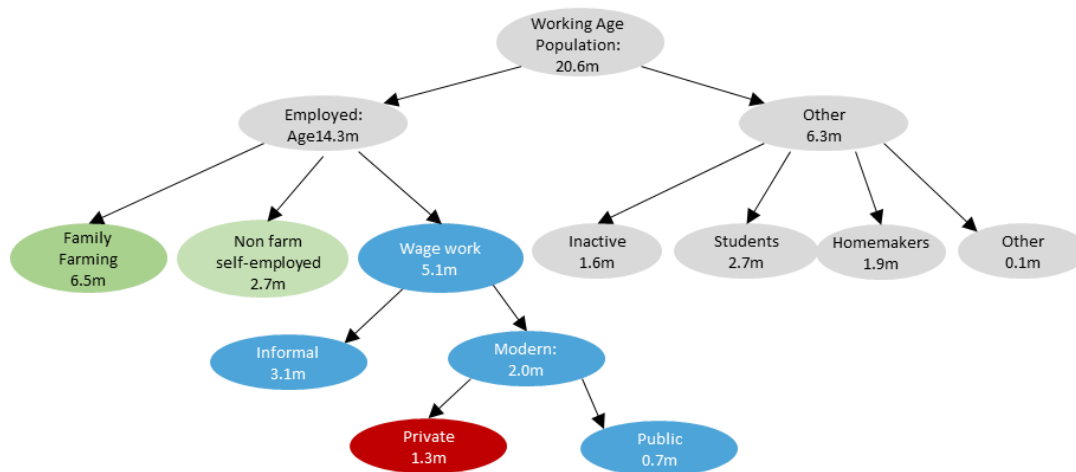 Working Age
Population:
20.6m
Employed:
Age14.3m
Other
6.3m
Family
Farming
6.5m
Non farm
self-employed
2.7m
Wage work
5.1m
Inactive
1.6m
Students
2.7m
Homemakers
1.9m
Other
0.1m
Informal
3.1m
Modern:
2.0m
Private
1.3m
Public
0.7m